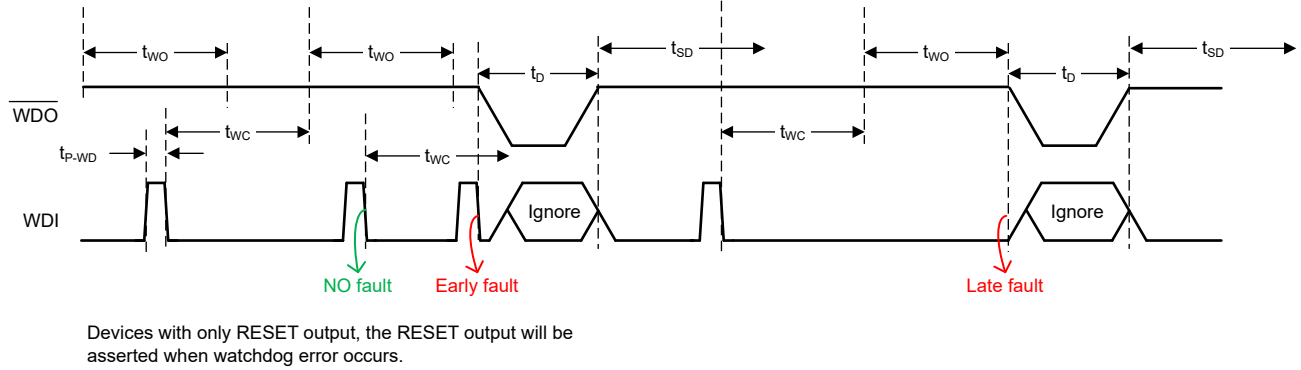 tWO tWO tSD tWO tSD
tD tD
WDO
tWC tWC
tP-WD tWC
WDI Ignore Ignore
NO fault Early fault Late fault
Devices with only RESET output, the RESET output will be
asserted when watchdog error occurs.